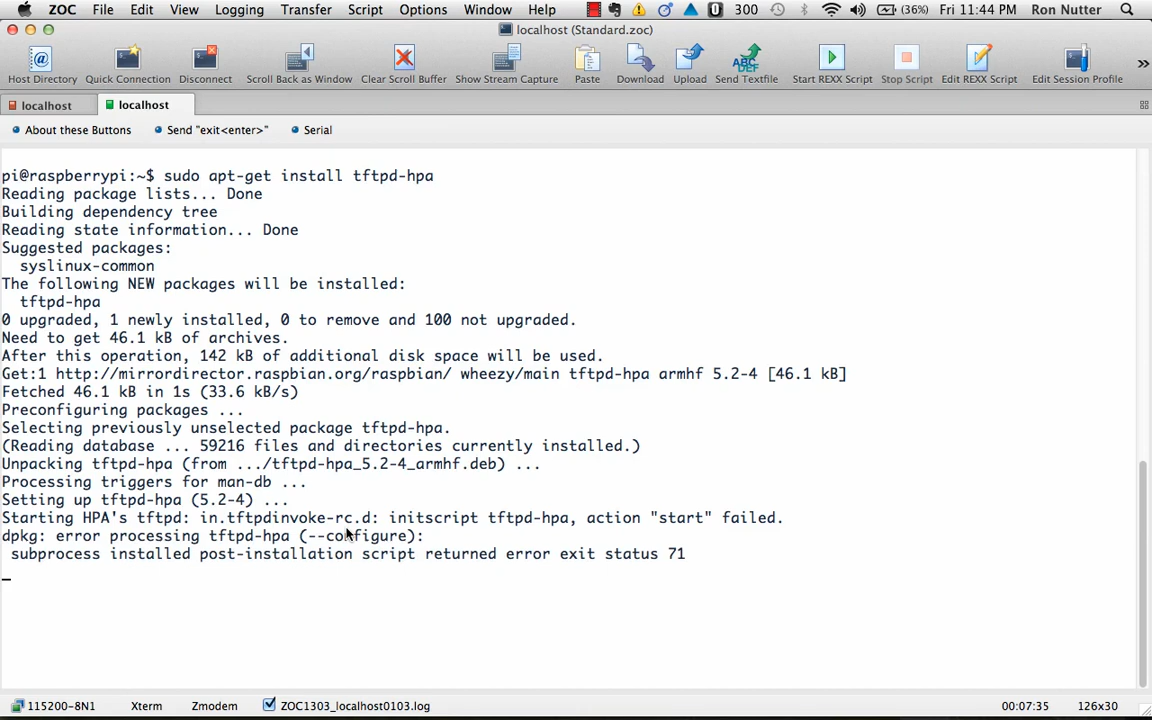 ZOC File Edit View Logging Transfer Script Options Window Help 300 (36%) Fri 11:44 PM Ron Nutter
localhost (Standard.zoc)
Host Directory Quick Connection Disconnect Scroll Back as Window Clear Scroll Buffer Show Stream Capture Paste Download Upload Send Textfile Start REXX Script Stop Script Edit REXX Script Edit Session Profile
localhost localhost
About these Buttons Send "exit<enter>" Serial
pi@raspberrypi:~$ sudo apt-get install tftpd-hpa
Reading package lists... Done
Building dependency tree
Reading state information... Done
Suggested packages:
syslinux-common
The following NEW packages will be installed:
tftpd-hpa
0 upgraded, 1 newly installed, 0 to remove and 100 not upgraded.
Need to get 46.1 kB of archives.
After this operation, 142 kB of additional disk space will be used.
Get:1 http://mirrordirector.raspbian.org/raspbian/ wheezy/main tftpd-hpa armhf 5.2-4 [46.1 kB]
Fetched 46.1 kB in 1s (33.6 kB/s)
Preconfiguring packages ...
Selecting previously unselected package tftpd-hpa.
(Reading database ... 59216 files and directories currently installed.)
Unpacking tftpd-hpa (from .../tftpd-hpa_5.2-4_armhf.deb) ...
Processing triggers for man-db ...
Setting up tftpd-hpa (5.2-4) ...
Starting HPA's tftpd: in.tftpdinvoke-rc.d: initscript tftpd-hpa, action "start" failed.
dpkg: error processing tftpd-hpa (--configure):
subprocess installed post-installation script returned error exit status 71
115200-8N1 Xterm Zmodem ZOC1303_localhost0103.log 00:07:35 126x30